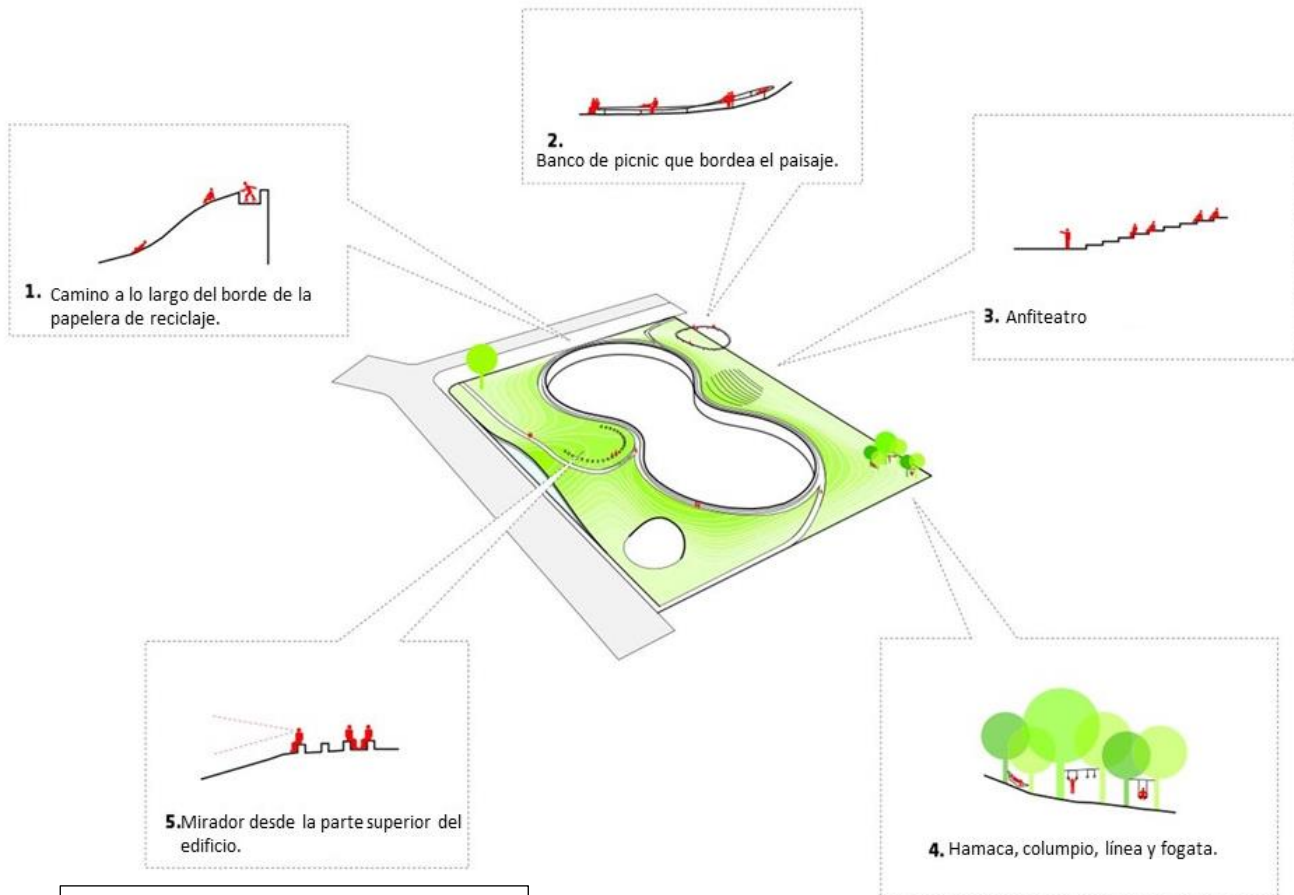 2.
Banco de picnic que bordea el paisaje.
1. Camino a lo largo del borde de la
papelera de reciclaje.
3. Anfiteatro
5.Mirador desde la parte superior del
edificio.
4. Hamaca, columpio, línea y fogata.